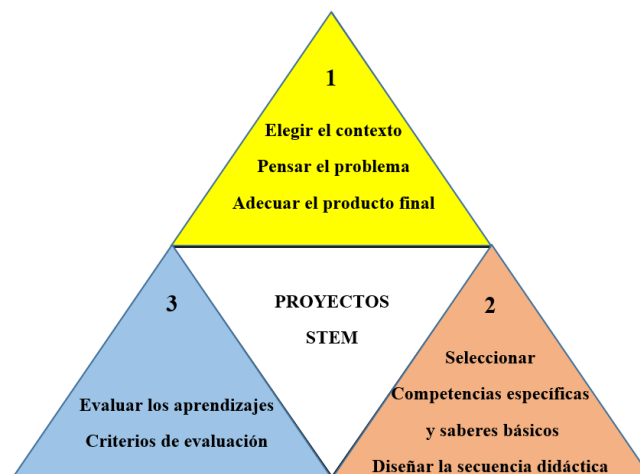 1
Elegir el contexto
Pensar el problema
Adecuar el producto final
PROYECTOS
STEM
3
Evaluar los aprendizajes
Criterios de evaluación
2
Seleccionar
Competencias específicas
y saberes básicos
Diseñar la secuencia didáctica